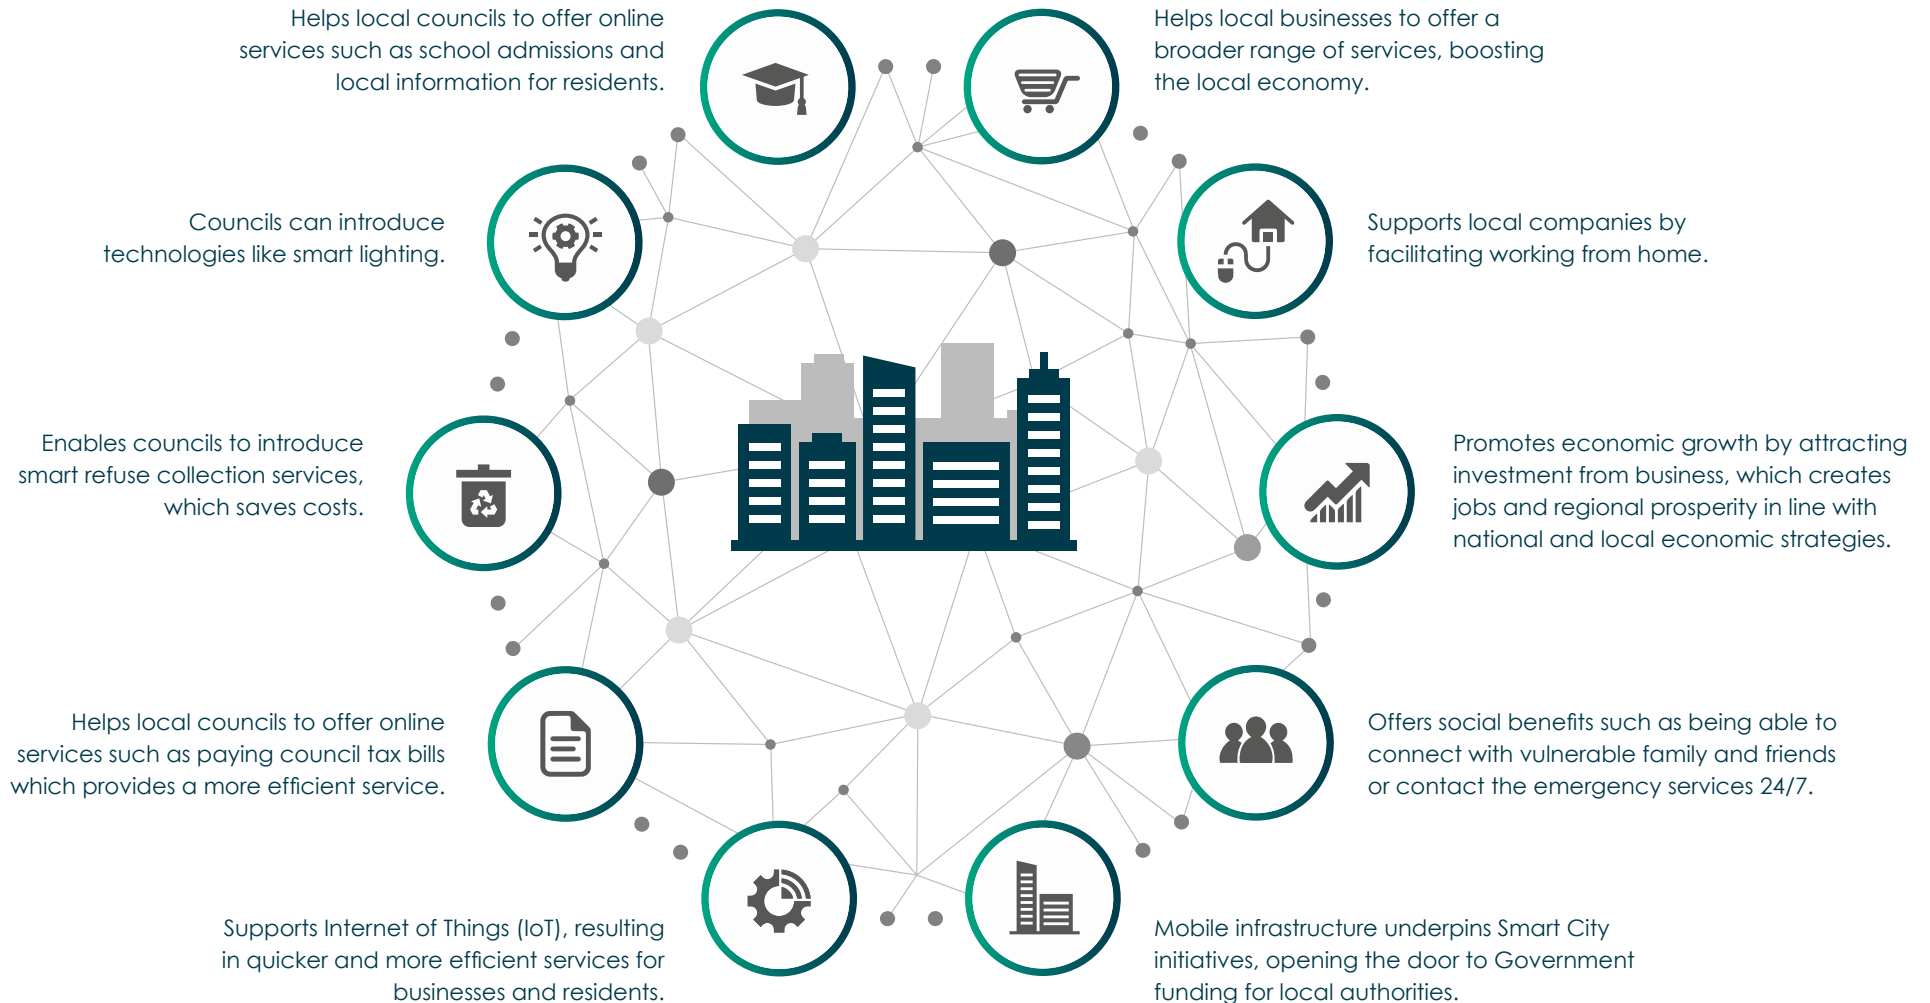 Helps local councils to offer online
services such as school admissions and
local information for residents.
Helps local businesses to offer a
broader range of services, boosting
the local economy.
Councils can introduce
technologies like smart lighting.
Supports local companies by
facilitating working from home.
Enables councils to introduce
smart refuse collection services,
which saves costs.
Promotes economic growth by attracting
investment from business, which creates
jobs and regional prosperity in line with
national and local economic strategies.
Helps local councils to offer online
services such as paying council tax bills
which provides a more efficient service.
Offers social benefits such as being able to
connect with vulnerable family and friends
or contact the emergency services 24/7.
Supports Internet of Things (IoT), resulting
in quicker and more efficient services for
businesses and residents.
Mobile infrastructure underpins Smart City
initiatives, opening the door to Government
funding for local authorities.